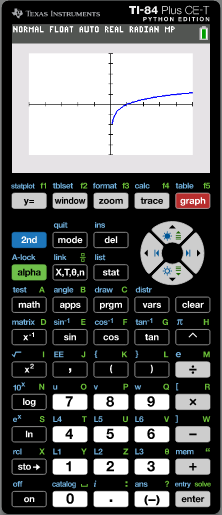 TEXAS INSTRUMENTS TI-84 Plus CE-T
PYTHON EDITION
NORMAL FLOAT AUTO REAL RADIAN MP
statplot f1 tblset f2 format f3 calc f4 table f5
y= window zoom trace graph
quit ins
2nd mode del
A-lock link list
alpha X,T,θ,n stat
test A angle B draw C distr
math apps prgm vars clear
matrix D sin⁻¹ E cos⁻¹ F tan⁻¹ G π H
x⁻¹ sin cos tan ^
√ I EE J { K } L e M
x² , ( ) ÷
10ˣ N u O v P w Q [ R
log 7 8 9 ×
eˣ S L4 T L5 U L6 V ] W
ln 4 5 6 −
rcl X L1 Y L2 Z L3 θ mem "
sto→ 1 2 3 +
off catalog ⎵ i : ans ? entry solve
on 0 . (−) enter